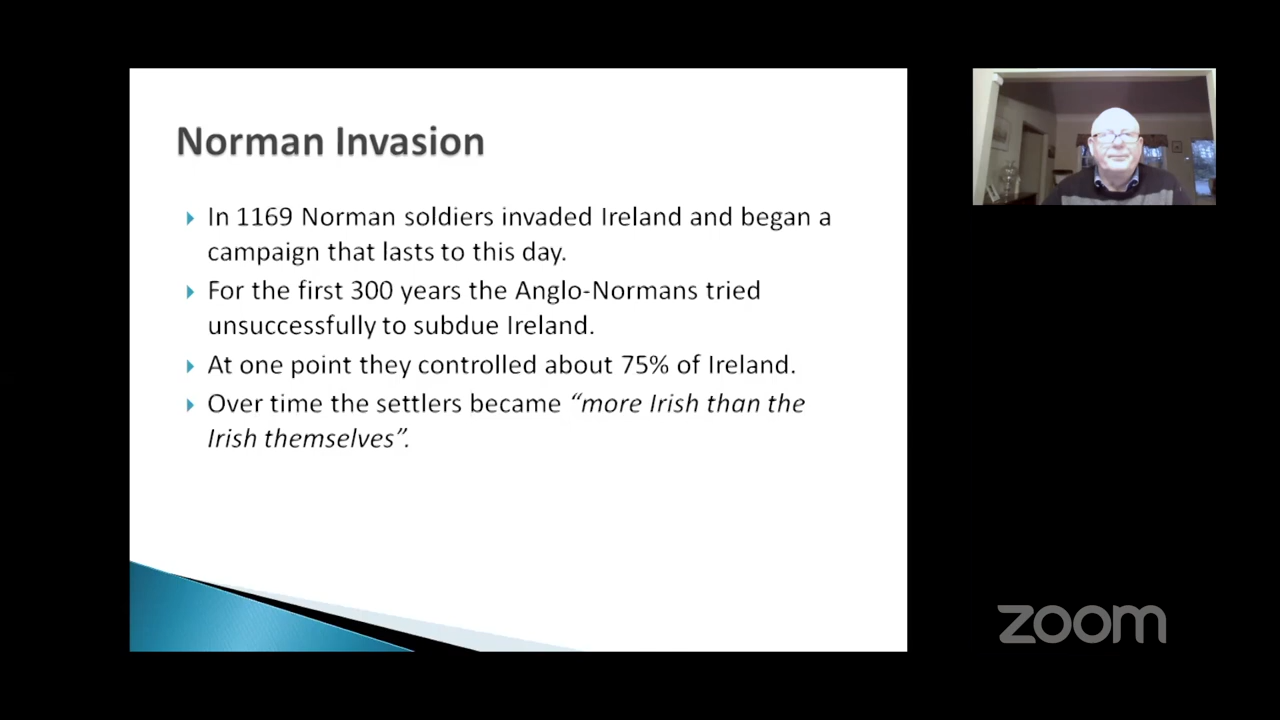 Norman Invasion
In 1169 Norman soldiers invaded Ireland and began a
campaign that lasts to this day.
For the first 300 years the Anglo-Normans tried
unsuccessfully to subdue Ireland.
At one point they controlled about 75% of Ireland.
Over time the settlers became “more Irish than the
Irish themselves”.
zoom